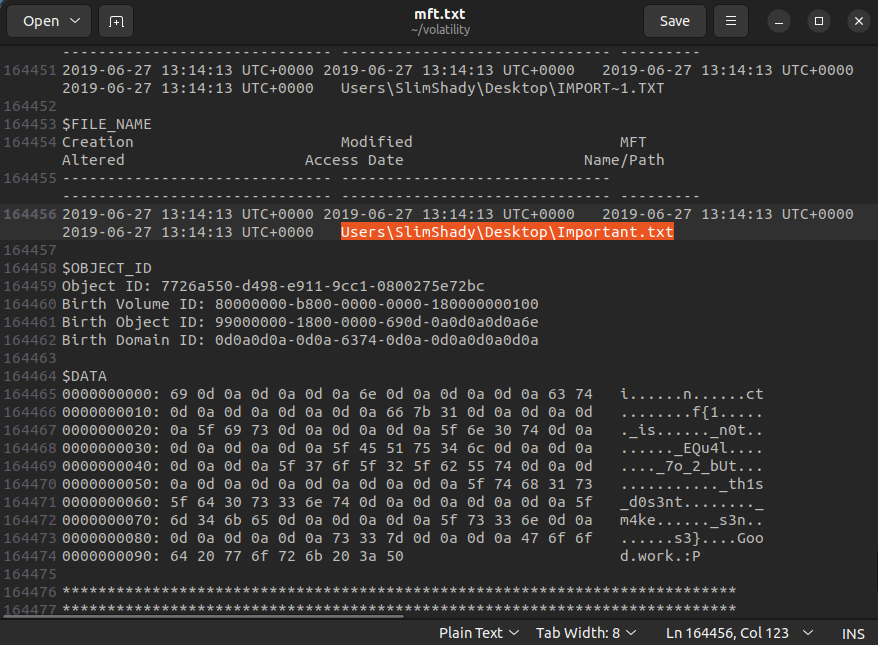 Open
mft.txt
~/volatility
Save
------------------------------ ------------------------------ ---------
164451 2019-06-27 13:14:13 UTC+0000 2019-06-27 13:14:13 UTC+0000   2019-06-27 13:14:13 UTC+0000
2019-06-27 13:14:13 UTC+0000   Users\SlimShady\Desktop\IMPORT~1.TXT
164452
164453 $FILE_NAME
164454 Creation                       Modified                       MFT
Altered                    Access Date                    Name/Path
164455 ------------------------------ ------------------------------
------------------------------ ------------------------------ ---------
164456 2019-06-27 13:14:13 UTC+0000 2019-06-27 13:14:13 UTC+0000   2019-06-27 13:14:13 UTC+0000
2019-06-27 13:14:13 UTC+0000   Users\SlimShady\Desktop\Important.txt
164457
164458 $OBJECT_ID
164459 Object ID: 7726a550-d498-e911-9cc1-0800275e72bc
164460 Birth Volume ID: 80000000-b800-0000-0000-180000000100
164461 Birth Object ID: 99000000-1800-0000-690d-0a0d0a0d0a6e
164462 Birth Domain ID: 0d0a0d0a-0d0a-6374-0d0a-0d0a0d0a0d0a
164463
164464 $DATA
164465 0000000000: 69 0d 0a 0d 0a 0d 0a 6e 0d 0a 0d 0a 0d 0a 63 74   i......n......ct
164466 0000000010: 0d 0a 0d 0a 0d 0a 0d 0a 66 7b 31 0d 0a 0d 0a 0d   ........f{1.....
164467 0000000020: 0a 5f 69 73 0d 0a 0d 0a 0d 0a 5f 6e 30 74 0d 0a   ._is......_n0t..
164468 0000000030: 0d 0a 0d 0a 0d 0a 5f 45 51 75 34 6c 0d 0a 0d 0a   ......_EQu4l....
164469 0000000040: 0d 0a 0d 0a 5f 37 6f 5f 32 5f 62 55 74 0d 0a 0d   ...._7o_2_bUt...
164470 0000000050: 0a 0d 0a 0d 0a 0d 0a 0d 0a 0d 0a 5f 74 68 31 73   ..........._th1s
164471 0000000060: 5f 64 30 73 33 6e 74 0d 0a 0d 0a 0d 0a 0d 0a 5f   _d0s3nt........_
164472 0000000070: 6d 34 6b 65 0d 0a 0d 0a 0d 0a 5f 73 33 6e 0d 0a   m4ke......_s3n..
164473 0000000080: 0d 0a 0d 0a 0d 0a 73 33 7d 0d 0a 0d 0a 47 6f 6f   ......s3}....Goo
164474 0000000090: 64 20 77 6f 72 6b 20 3a 50   d.work.:P
164475
164476 ***************************************************************************
164477 ***************************************************************************
Plain Text
Tab Width: 8
Ln 164456, Col 123
INS